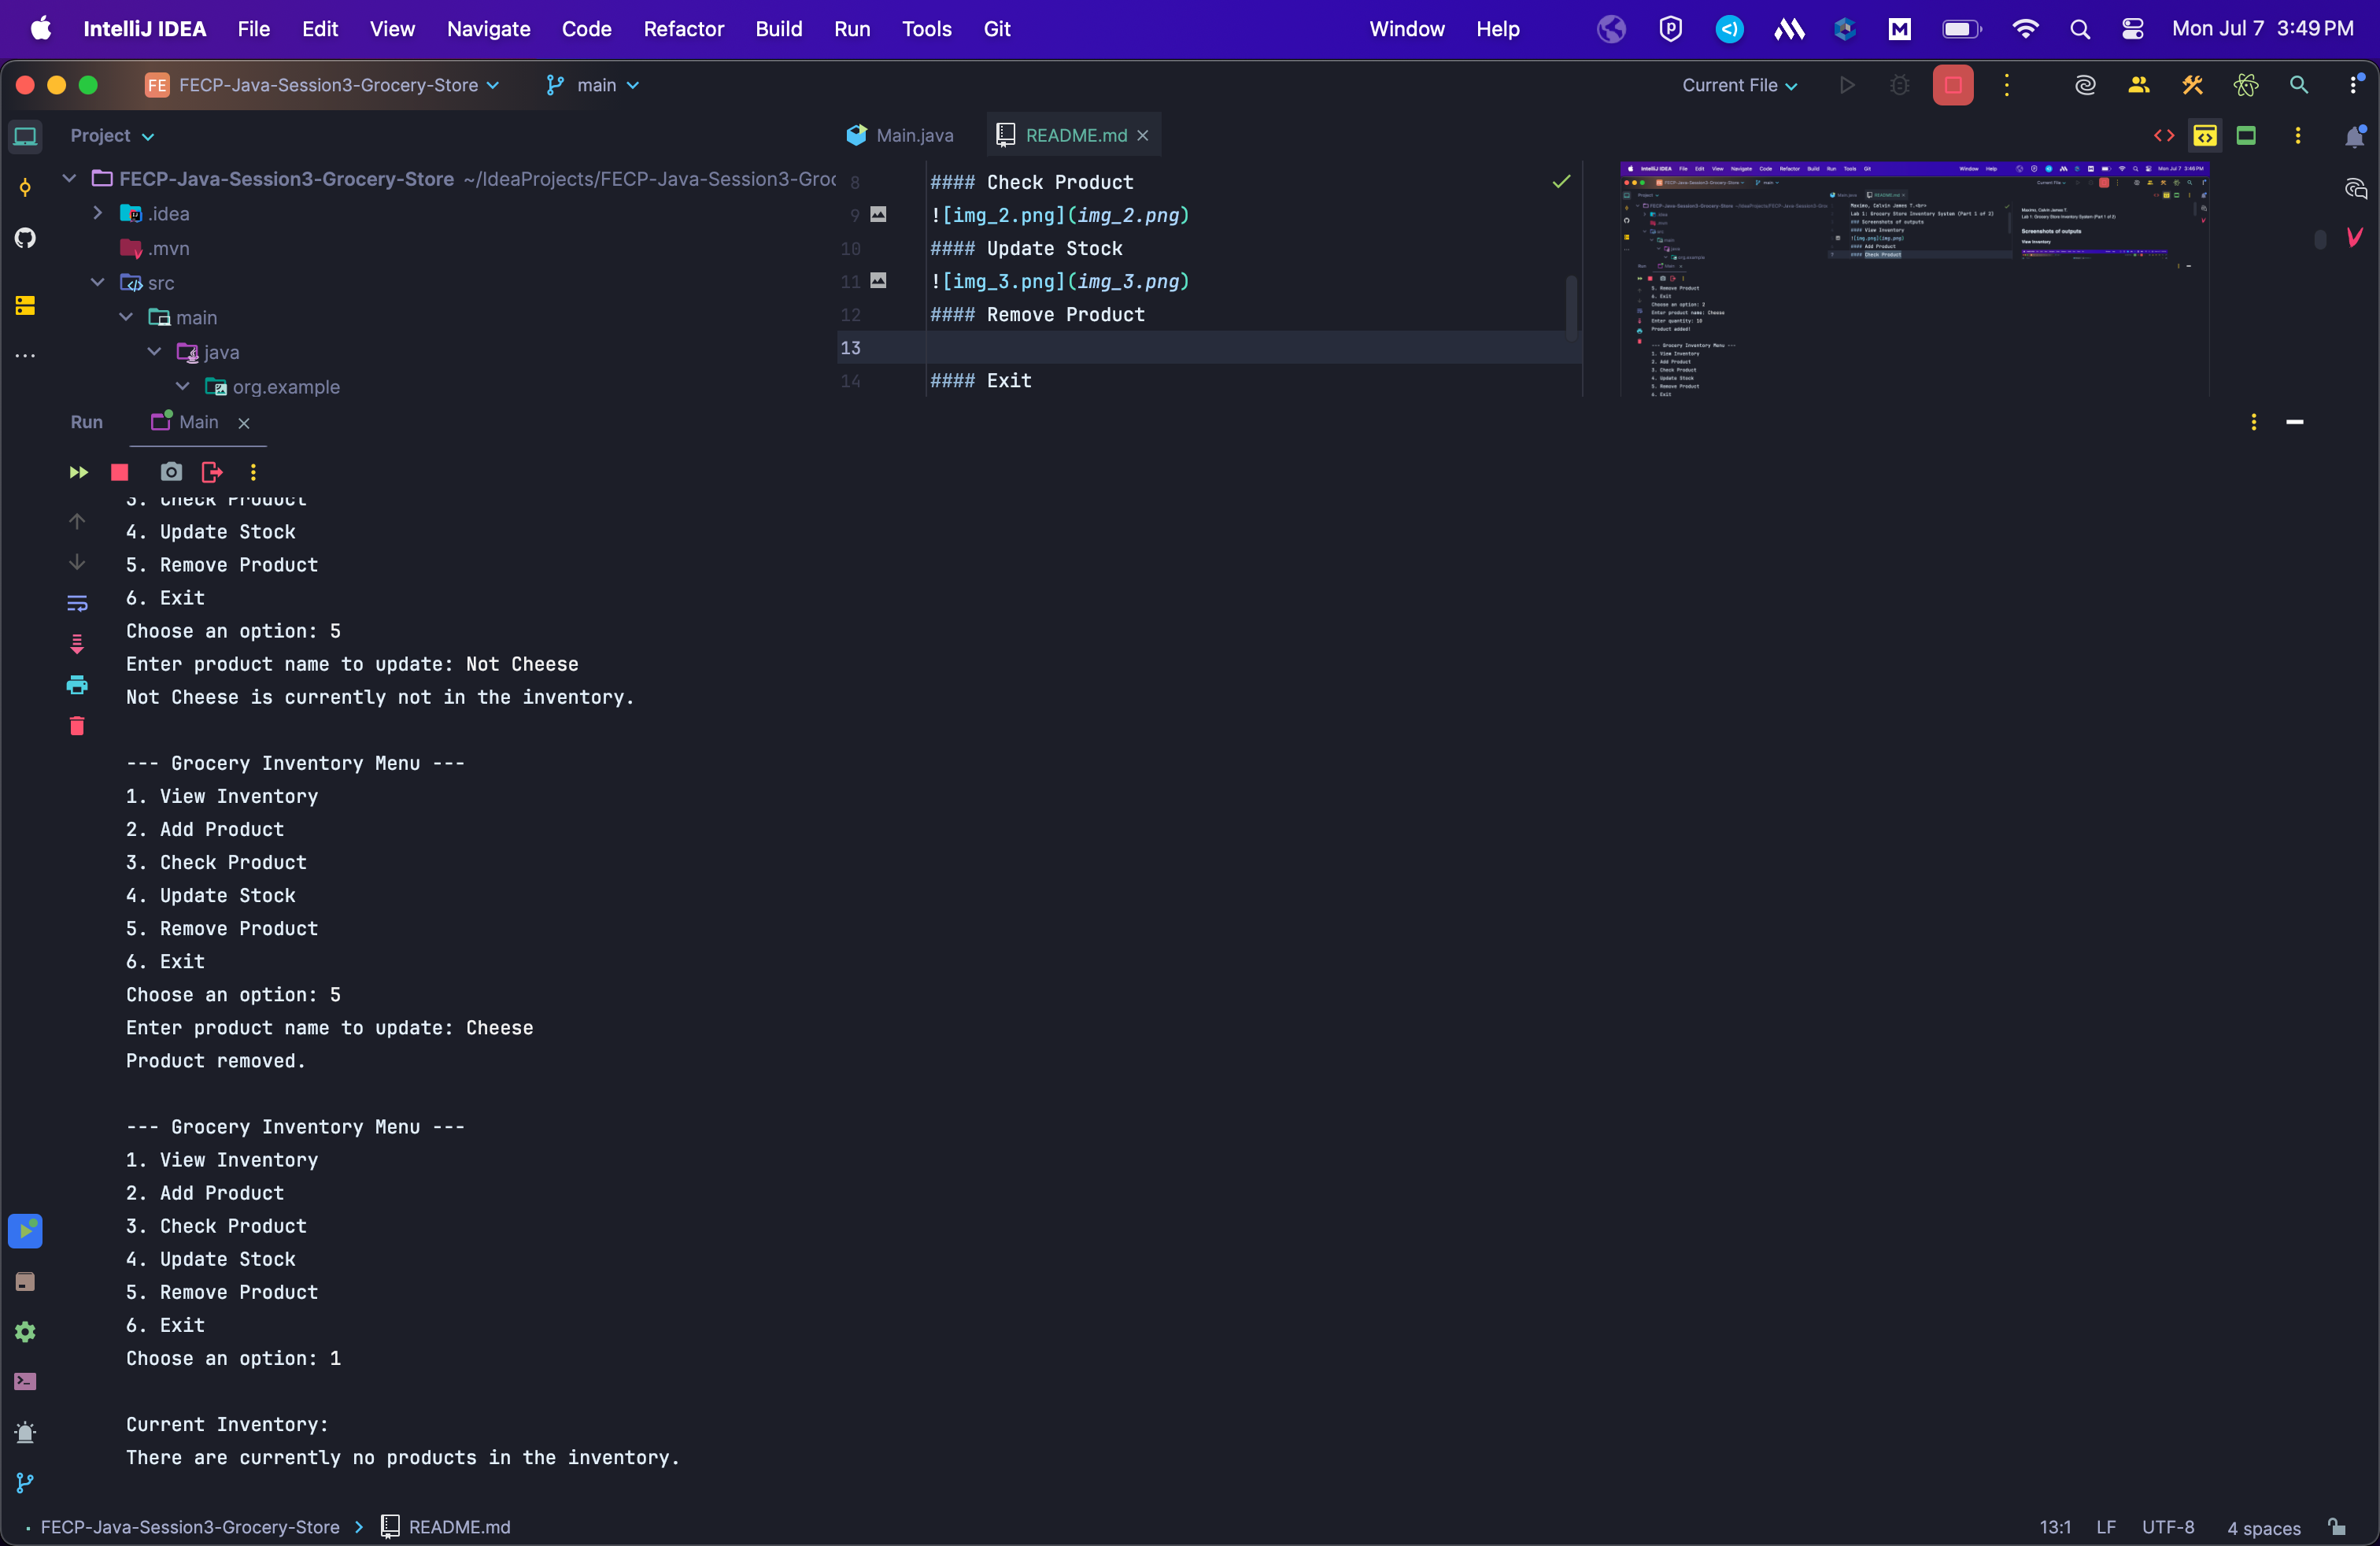 IntelliJ IDEA File Edit View Navigate Code Refactor Build Run Tools Git Window Help Mon Jul 7 3:49 PM
FE FECP-Java-Session3-Grocery-Store main Current File
Project
Main.java README.md
FECP-Java-Session3-Grocery-Store ~/IdeaProjects/FECP-Java-Session3-Groc
.idea
.mvn
src
main
java
org.example
8 #### Check Product
9 ![img_2.png](img_2.png)
10 #### Update Stock
11 ![img_3.png](img_3.png)
12 #### Remove Product
13
14 #### Exit
Run Main
3. Check Product
4. Update Stock
5. Remove Product
6. Exit
Choose an option: 5
Enter product name to update: Not Cheese
Not Cheese is currently not in the inventory.
--- Grocery Inventory Menu ---
1. View Inventory
2. Add Product
3. Check Product
4. Update Stock
5. Remove Product
6. Exit
Choose an option: 5
Enter product name to update: Cheese
Product removed.
--- Grocery Inventory Menu ---
1. View Inventory
2. Add Product
3. Check Product
4. Update Stock
5. Remove Product
6. Exit
Choose an option: 1
Current Inventory:
There are currently no products in the inventory.
FECP-Java-Session3-Grocery-Store README.md 13:1 LF UTF-8 4 spaces